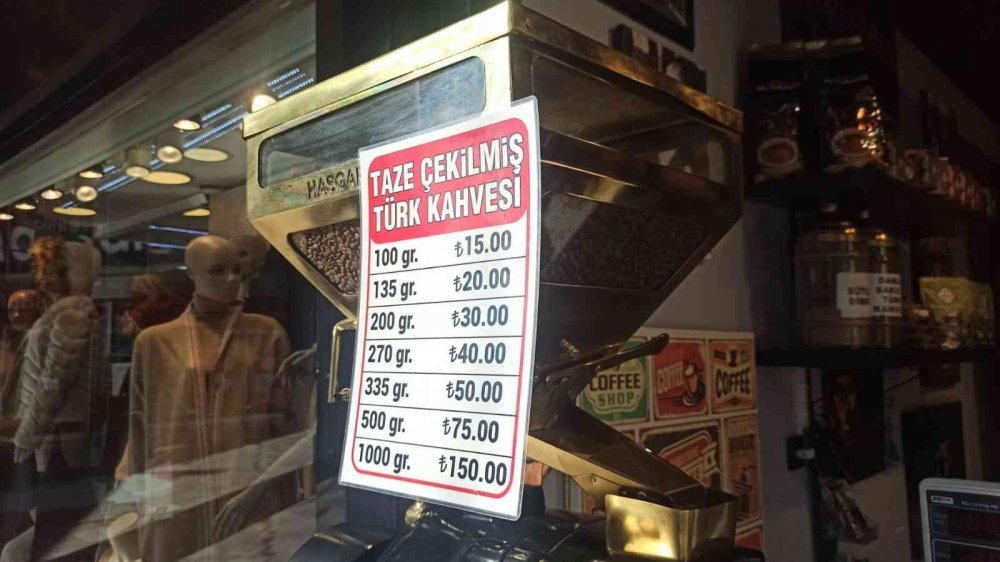 HASGA
TAZE ÇEKİLMİŞ
TÜRK KAHVESİ
100 gr. ₺15.00
135 gr. ₺20.00
200 gr. ₺30.00
270 gr. ₺40.00
335 gr. ₺50.00
500 gr. ₺75.00
1000 gr. ₺150.00
COFFEE
SHOP
COFFEE
COFFEE